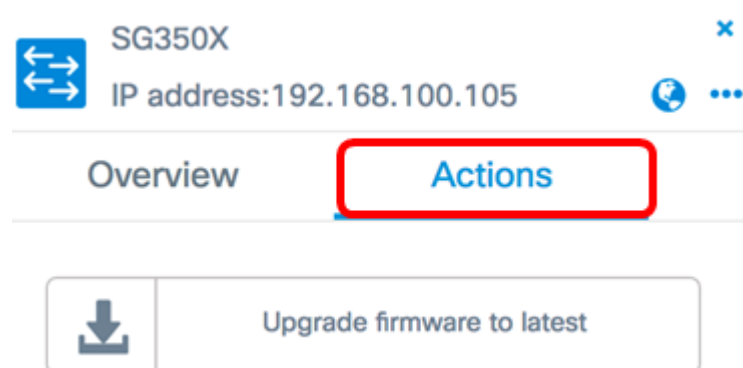 SG350X
IP address:192.168.100.105
Overview Actions
Upgrade firmware to latest